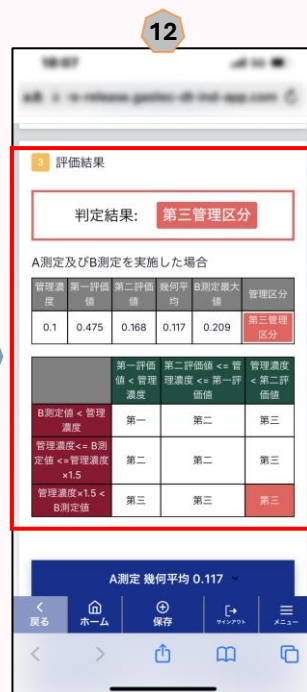 12
3 評価結果
判定結果: 第三管理区分
A測定及びB測定を実施した場合
管理濃度 第一評価値 第二評価値 幾何平均 B測定最大値 管理区分
0.1 0.475 0.168 0.117 0.209 第三管理区分
第一評価値 < 管理濃度 第二評価値 <= 管理濃度 <= 第一評価値 管理濃度 < 第二評価値
B測定値 < 管理濃度 第一 第二 第三
管理濃度<= B測定値 <=管理濃度×1.5 第二 第二 第三
管理濃度×1.5 < B測定値 第三 第三 第三
A測定 幾何平均 0.117
戻る ホーム 保存 サインアウト メニュー